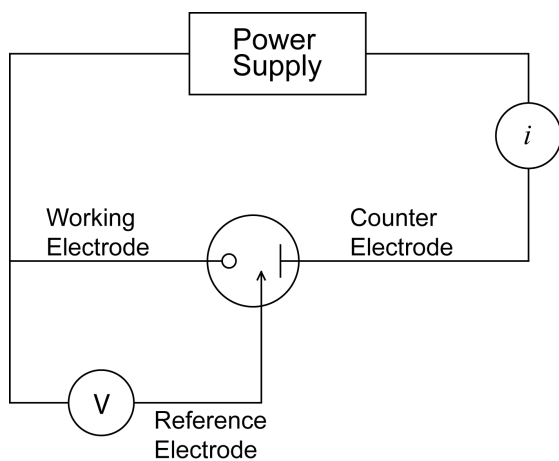 Power
Supply
i
Working
Electrode
Counter
Electrode
V
Reference
Electrode